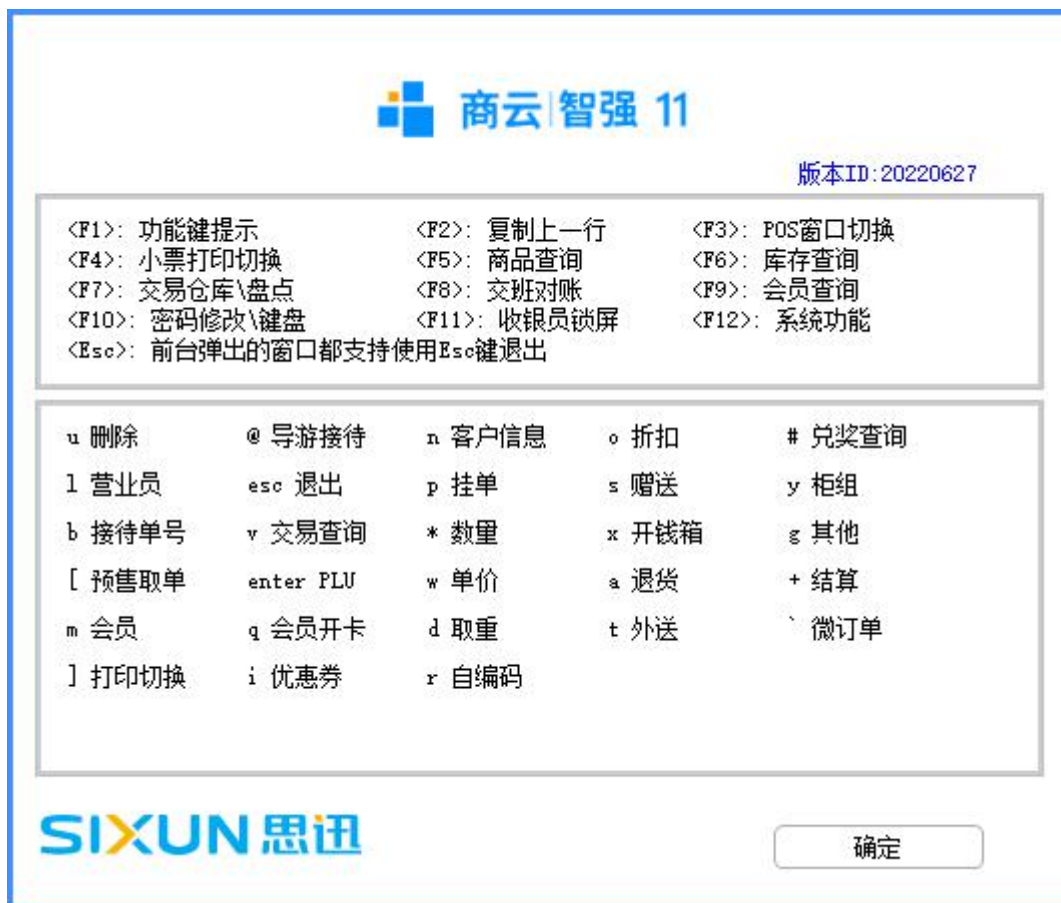 商云|智强 11
版本ID:20220627
<F1>: 功能键提示 <F2>: 复制上一行 <F3>: POS窗口切换
<F4>: 小票打印切换 <F5>: 商品查询 <F6>: 库存查询
<F7>: 交易仓库\盘点 <F8>: 交班对账 <F9>: 会员查询
<F10>: 密码修改\键盘 <F11>: 收银员锁屏 <F12>: 系统功能
<Esc>: 前台弹出的窗口都支持使用Esc键退出
u 删除 @ 导游接待 n 客户信息 o 折扣 # 兑奖查询
l 营业员 esc 退出 p 挂单 s 赠送 y 柜组
b 接待单号 v 交易查询 * 数量 x 开钱箱 g 其他
[ 预售取单 enter PLU w 单价 a 退货 + 结算
m 会员 q 会员开卡 d 取重 t 外送 ` 微订单
] 打印切换 i 优惠券 r 自编码
SIXUN 思迅
确定